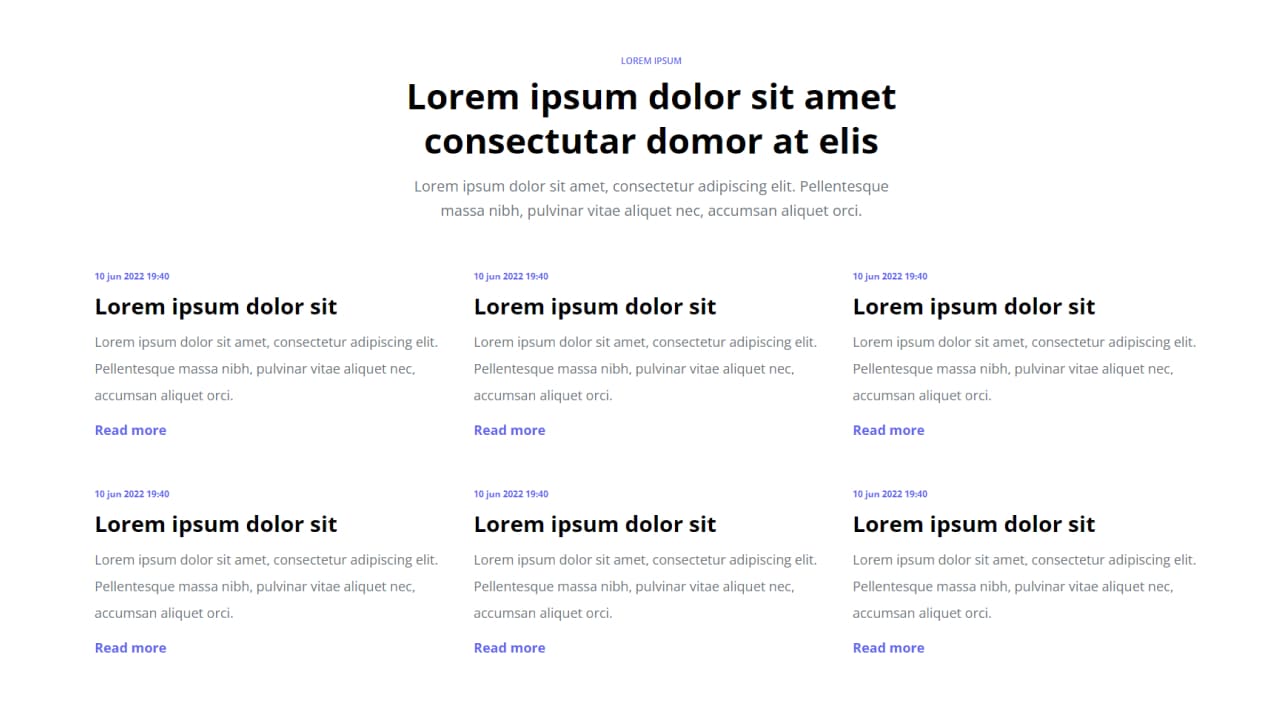 LOREM IPSUM
Lorem ipsum dolor sit amet
consectutar domor at elis
Lorem ipsum dolor sit amet, consectetur adipiscing elit. Pellentesque
massa nibh, pulvinar vitae aliquet nec, accumsan aliquet orci.
10 jun 2022 19:40
Lorem ipsum dolor sit
Lorem ipsum dolor sit amet, consectetur adipiscing elit.
Pellentesque massa nibh, pulvinar vitae aliquet nec,
accumsan aliquet orci.
Read more
10 jun 2022 19:40
Lorem ipsum dolor sit
Lorem ipsum dolor sit amet, consectetur adipiscing elit.
Pellentesque massa nibh, pulvinar vitae aliquet nec,
accumsan aliquet orci.
Read more
10 jun 2022 19:40
Lorem ipsum dolor sit
Lorem ipsum dolor sit amet, consectetur adipiscing elit.
Pellentesque massa nibh, pulvinar vitae aliquet nec,
accumsan aliquet orci.
Read more
10 jun 2022 19:40
Lorem ipsum dolor sit
Lorem ipsum dolor sit amet, consectetur adipiscing elit.
Pellentesque massa nibh, pulvinar vitae aliquet nec,
accumsan aliquet orci.
Read more
10 jun 2022 19:40
Lorem ipsum dolor sit
Lorem ipsum dolor sit amet, consectetur adipiscing elit.
Pellentesque massa nibh, pulvinar vitae aliquet nec,
accumsan aliquet orci.
Read more
10 jun 2022 19:40
Lorem ipsum dolor sit
Lorem ipsum dolor sit amet, consectetur adipiscing elit.
Pellentesque massa nibh, pulvinar vitae aliquet nec,
accumsan aliquet orci.
Read more